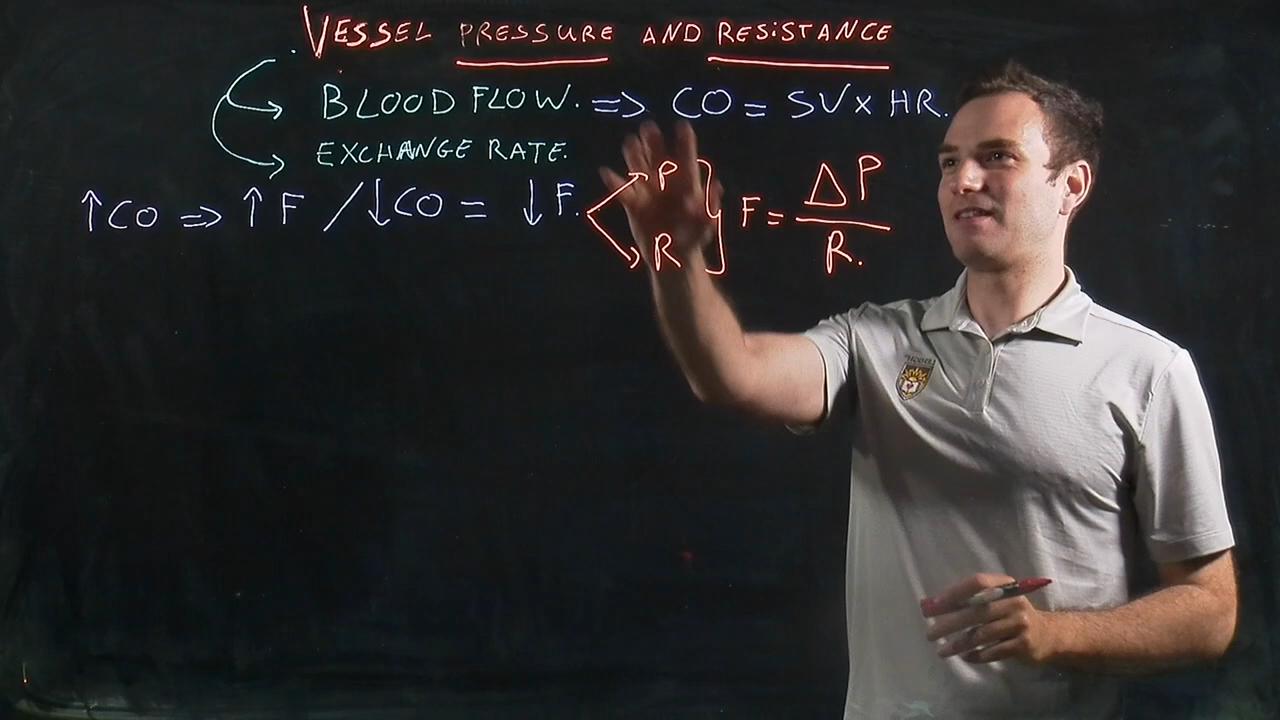 VESSEL PRESSURE AND RESISTANCE
BLOOD FLOW. => CO = SV x HR.
EXCHANGE RATE.
↑CO => ↑F / ↓CO = ↓F. P R } F = ΔP / R.